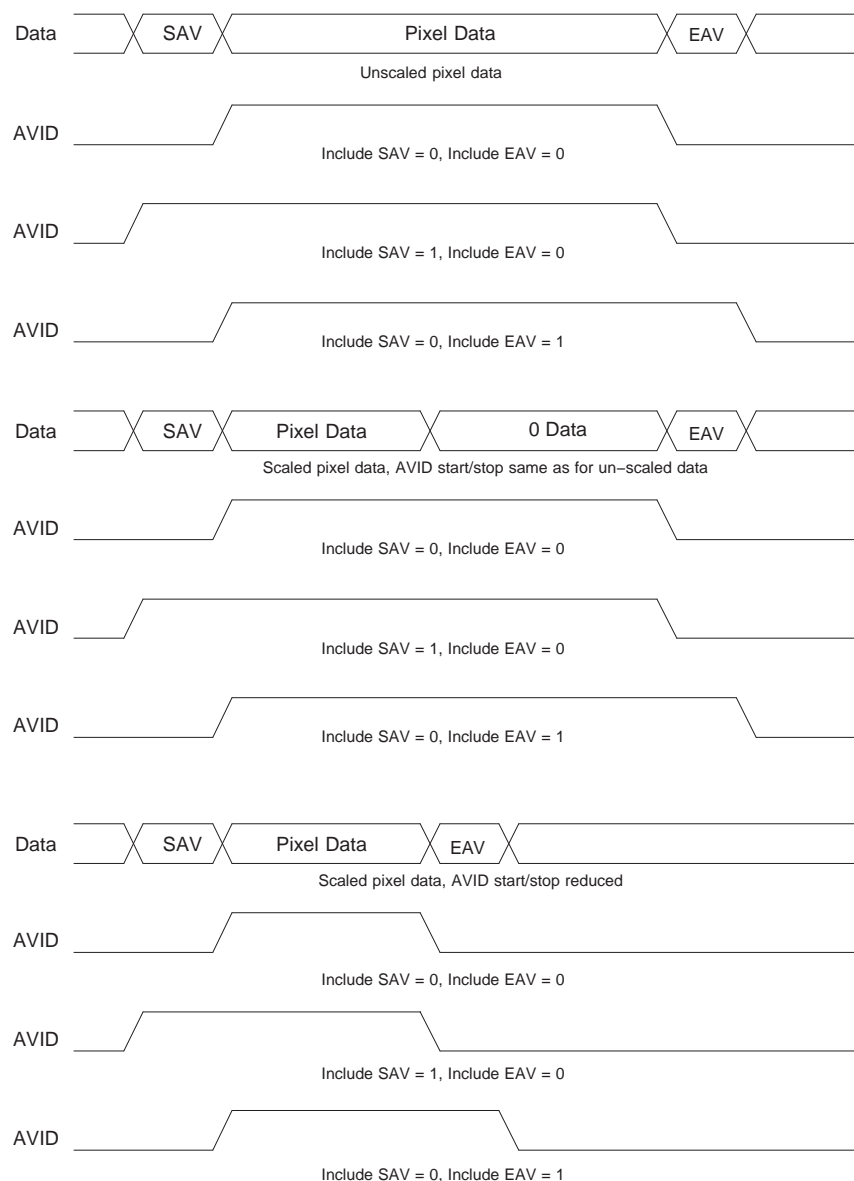 Data SAV Pixel Data EAV
Unscaled pixel data
AVID
Include SAV = 0, Include EAV = 0
AVID
Include SAV = 1, Include EAV = 0
AVID
Include SAV = 0, Include EAV = 1
Data SAV Pixel Data 0 Data EAV
Scaled pixel data, AVID start/stop same as for un−scaled data
AVID
Include SAV = 0, Include EAV = 0
AVID
Include SAV = 1, Include EAV = 0
AVID
Include SAV = 0, Include EAV = 1
Data SAV Pixel Data EAV
Scaled pixel data, AVID start/stop reduced
AVID
Include SAV = 0, Include EAV = 0
AVID
Include SAV = 1, Include EAV = 0
AVID
Include SAV = 0, Include EAV = 1